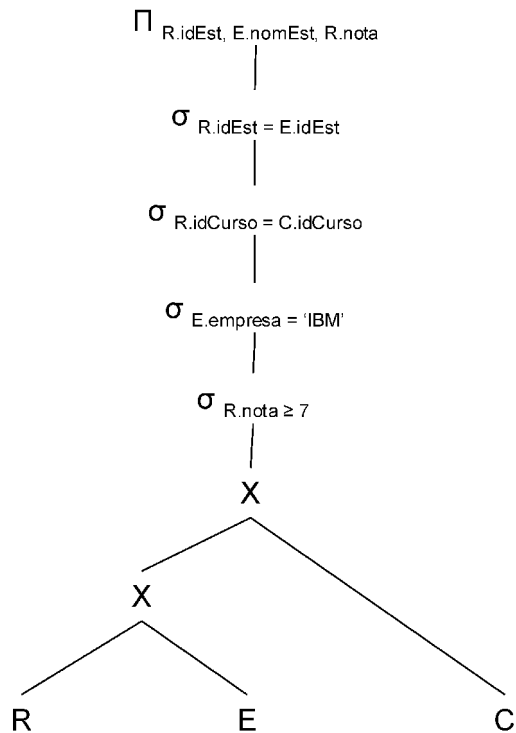 Π R.idEst, E.nomEst, R.nota
σ R.idEst = E.idEst
σ R.idCurso = C.idCurso
σ E.empresa = ‘IBM’
σ R.nota ≥ 7
X
X
R E C